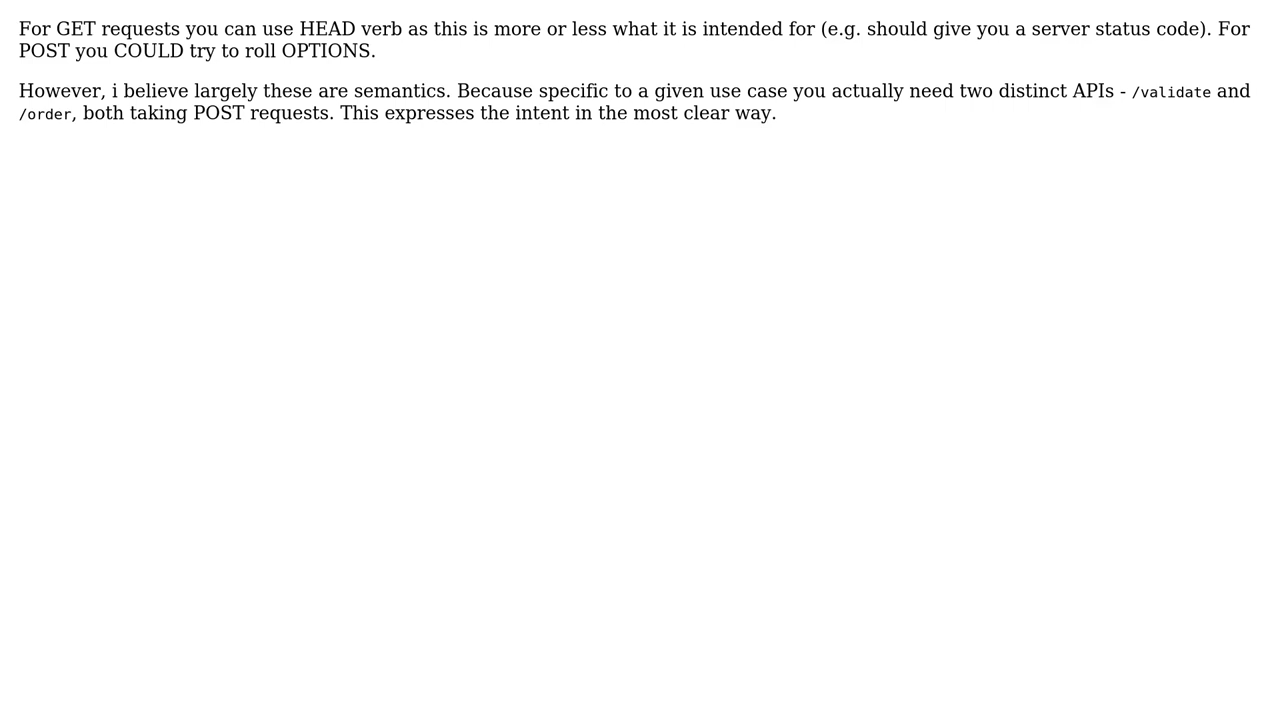 For GET requests you can use HEAD verb as this is more or less what it is intended for (e.g. should give you a server status code). For
POST you COULD try to roll OPTIONS.
However, i believe largely these are semantics. Because specific to a given use case you actually need two distinct APIs - /validate and
/order, both taking POST requests. This expresses the intent in the most clear way.